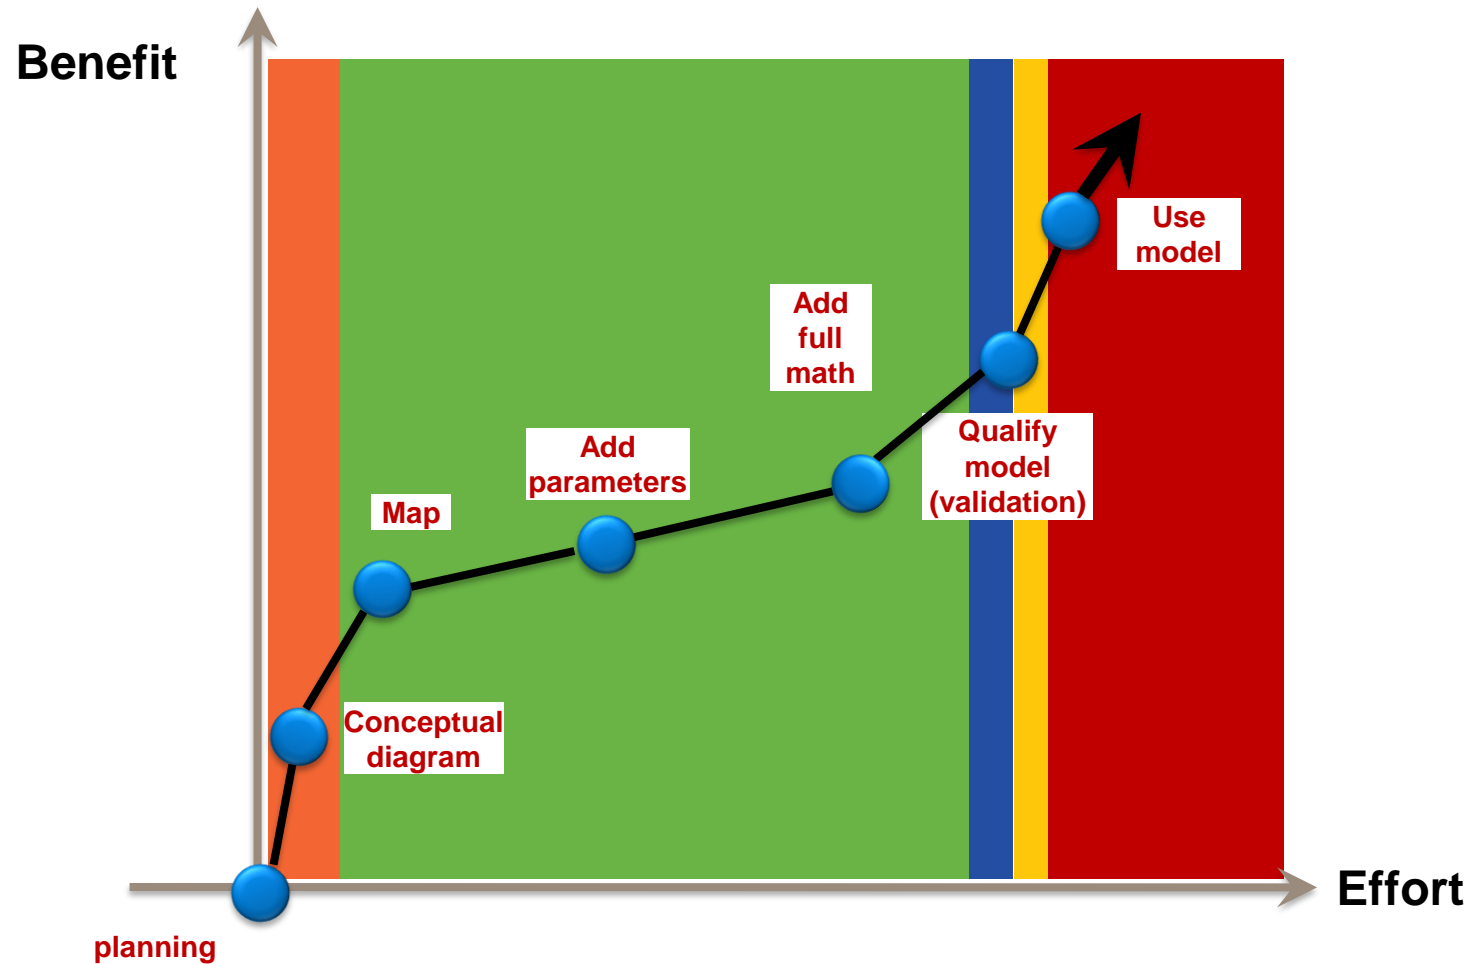 Benefit
Use
model
Add
full
math
Qualify
model
(validation)
Add
parameters
Map
Conceptual
diagram
Effort
planning